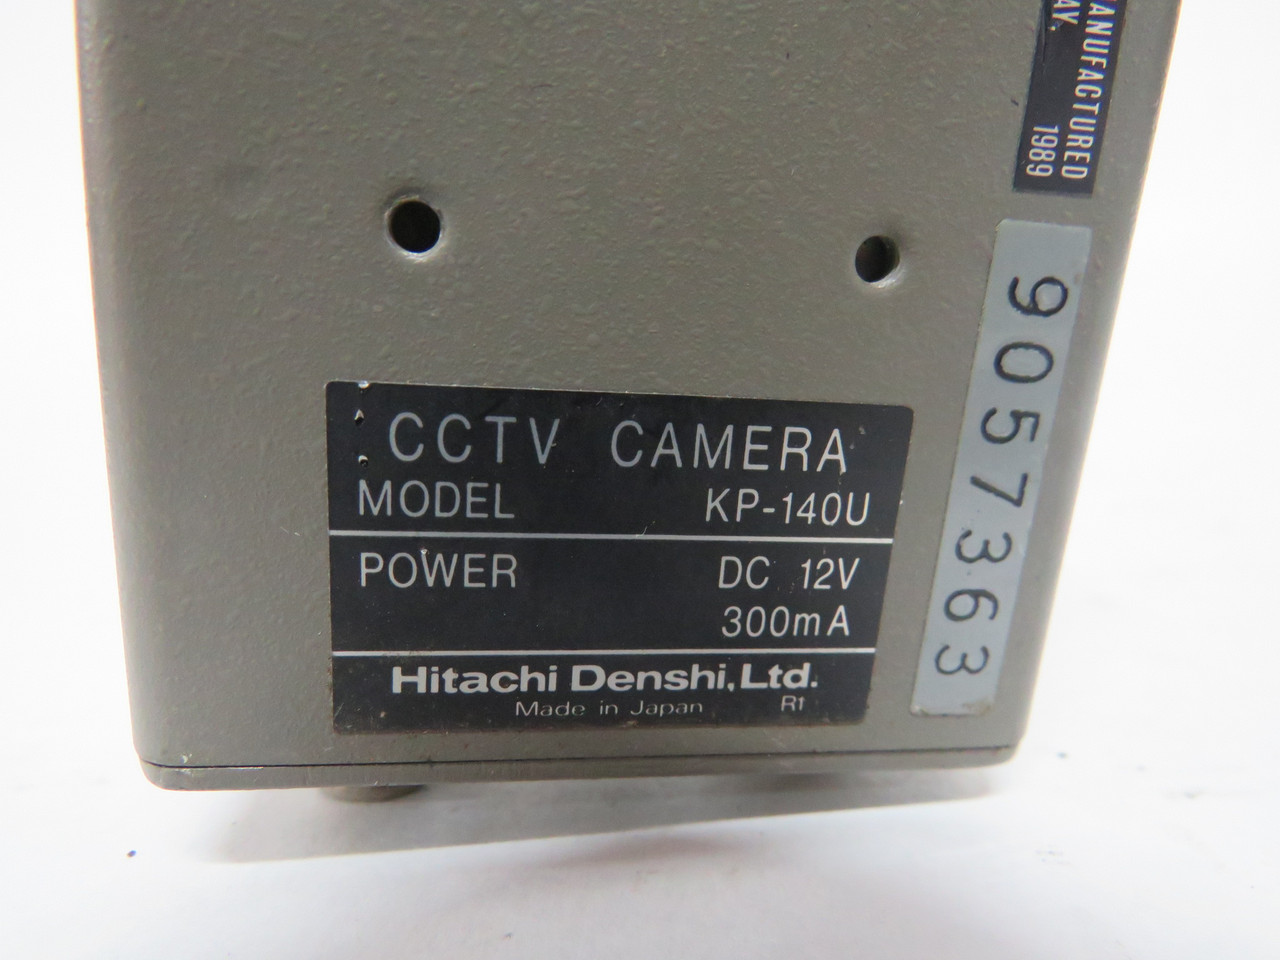 CCTV CAMERA
MODEL KP-140U
POWER DC 12V
300mA
Hitachi Denshi, Ltd.
Made in Japan R1
MANUFACTURED
1989
9057363